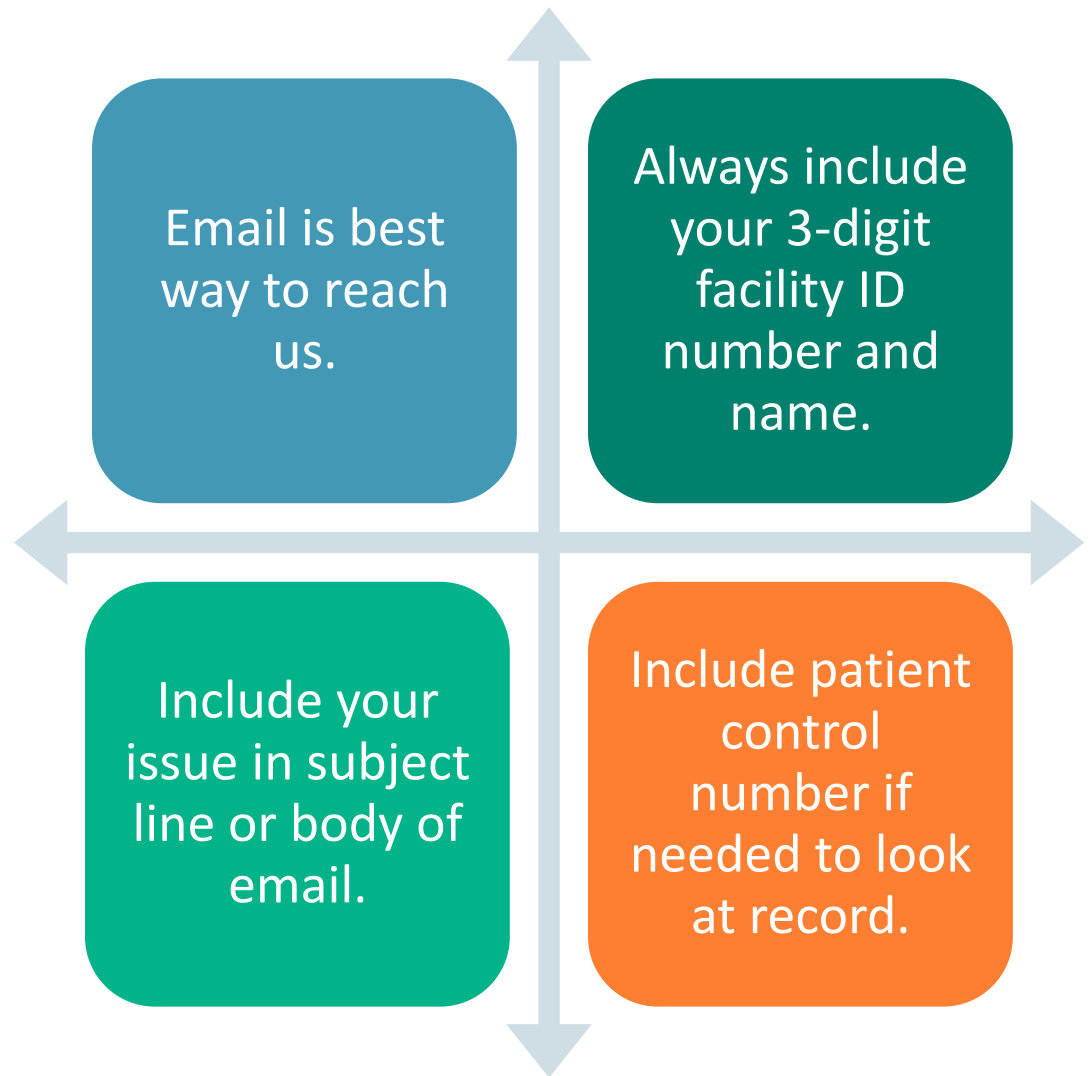 Email is best
way to reach
us.
Always include
your 3-digit
facility ID
number and
name.
Include your
issue in subject
line or body of
email.
Include patient
control
number if
needed to look
at record.